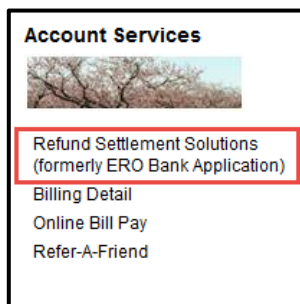 Account Services
Refund Settlement Solutions
(formerly ERO Bank Application)
Billing Detail
Online Bill Pay
Refer-A-Friend